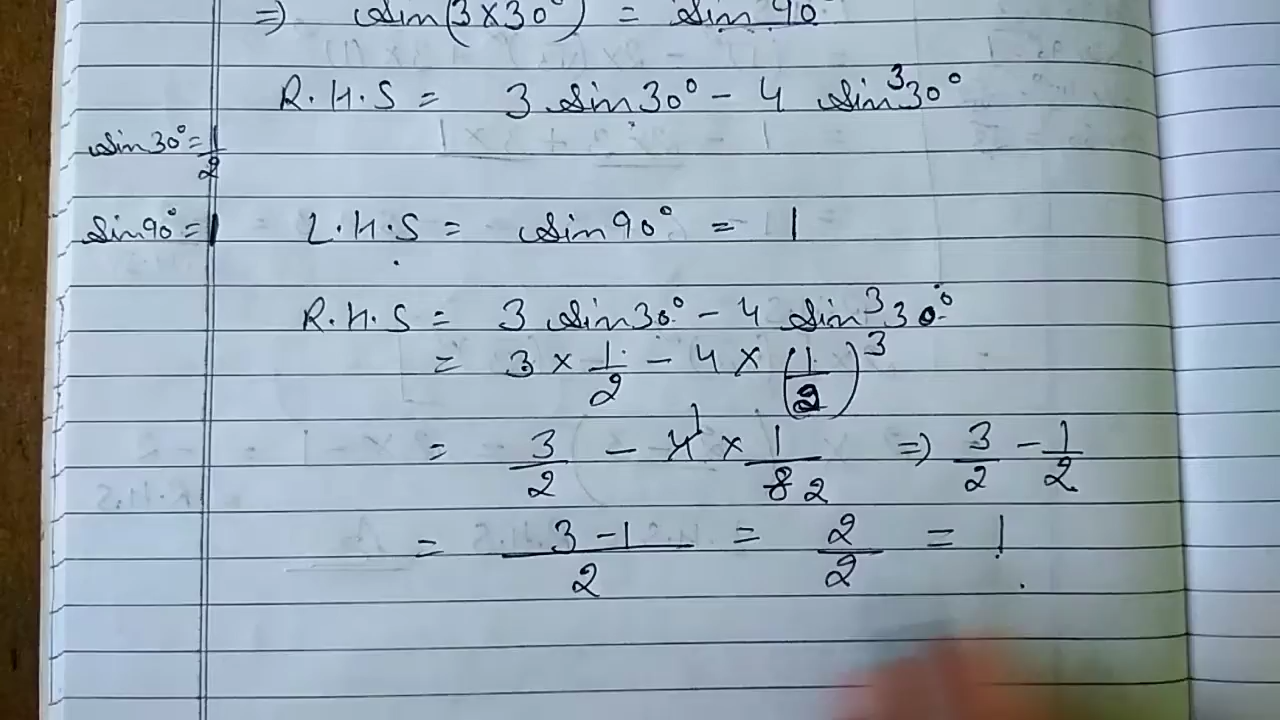 => sin(3×30°) = sin 90°
R.H.S = 3 sin30° - 4 sin³30°
sin30° = 1/2
sin90° = 1 L.H.S = sin90° = 1
R.H.S = 3 sin30° - 4 sin³30°
= 3 × 1/2 - 4 × (1/2)³
= 3/2 - 4 1 × 1/8 2 => 3/2 - 1/2
= 3-1/2 = 2/2 = 1